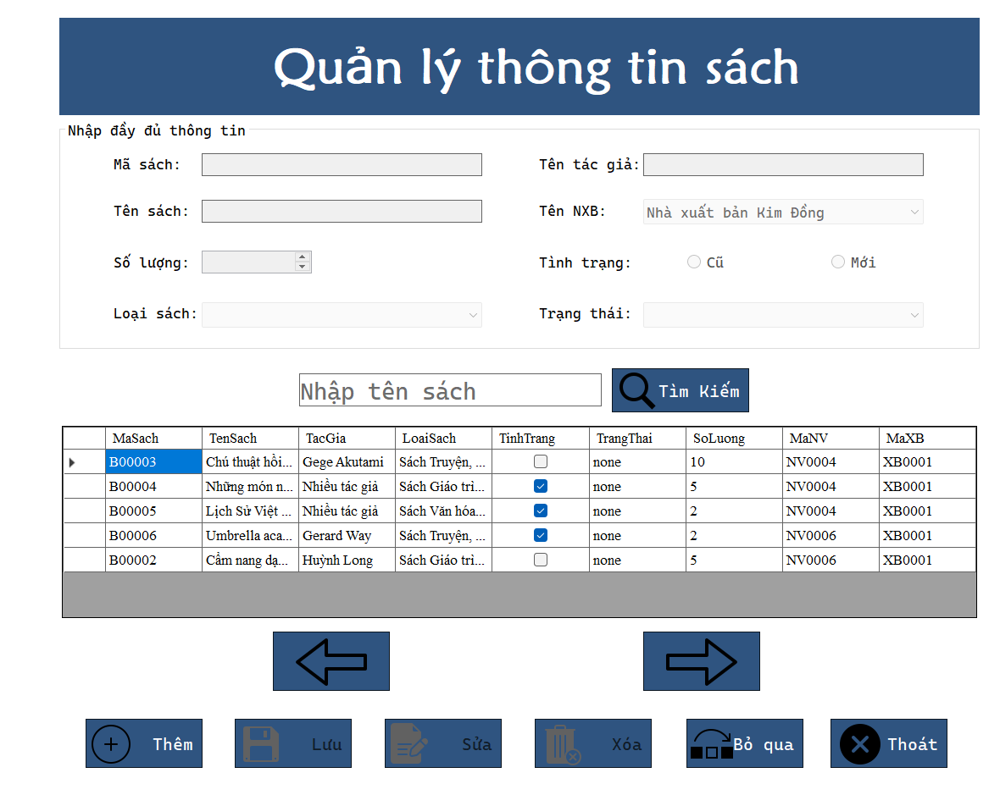 Quản lý thông tin sách
Nhập đầy đủ thông tin
Mã sách: Tên tác giả:
Tên sách: Tên NXB: Nhà xuất bản Kim Đồng
Số lượng: Tình trạng: Cũ Mới
Loại sách: Trạng thái:
Nhập tên sách Tìm Kiếm
MaSach TenSach TacGia LoaiSach TinhTrang TrangThai SoLuong MaNV MaXB
B00003 Chú thuật hồi... Gege Akutami Sách Truyện, ... none 10 NV0004 XB0001
B00004 Những món n... Nhiều tác giả Sách Giáo trì... none 5 NV0004 XB0001
B00005 Lịch Sử Việt ... Nhiều tác giả Sách Văn hóa... none 2 NV0004 XB0001
B00006 Umbrella aca... Gerard Way Sách Truyện, ... none 2 NV0006 XB0001
B00002 Cẩm nang dạ... Huỳnh Long Sách Giáo trì... none 5 NV0006 XB0001
Thêm Lưu Sửa Xóa Bỏ qua Thoát